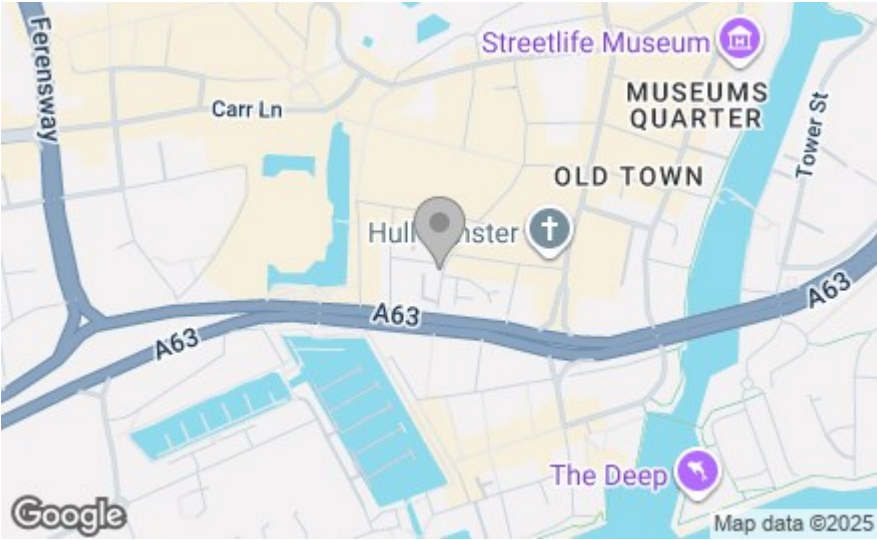 Ferensway
Streetlife Museum
Carr Ln
MUSEUMS
QUARTER
Tower St
OLD TOWN
A63
A63
A63
The Deep
Google
Map data ©2025